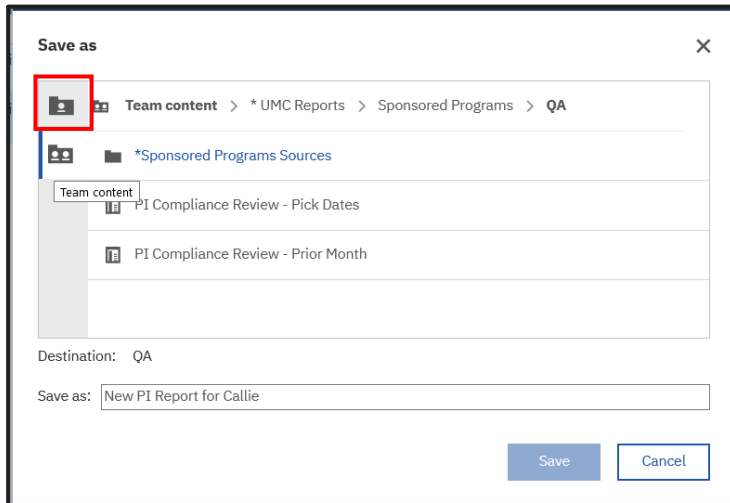 Save as
Team content > * UMC Reports > Sponsored Programs > QA
*Sponsored Programs Sources
Team content
PI Compliance Review - Pick Dates
PI Compliance Review - Prior Month
Destination: QA
Save as: New PI Report for Callie
Save Cancel